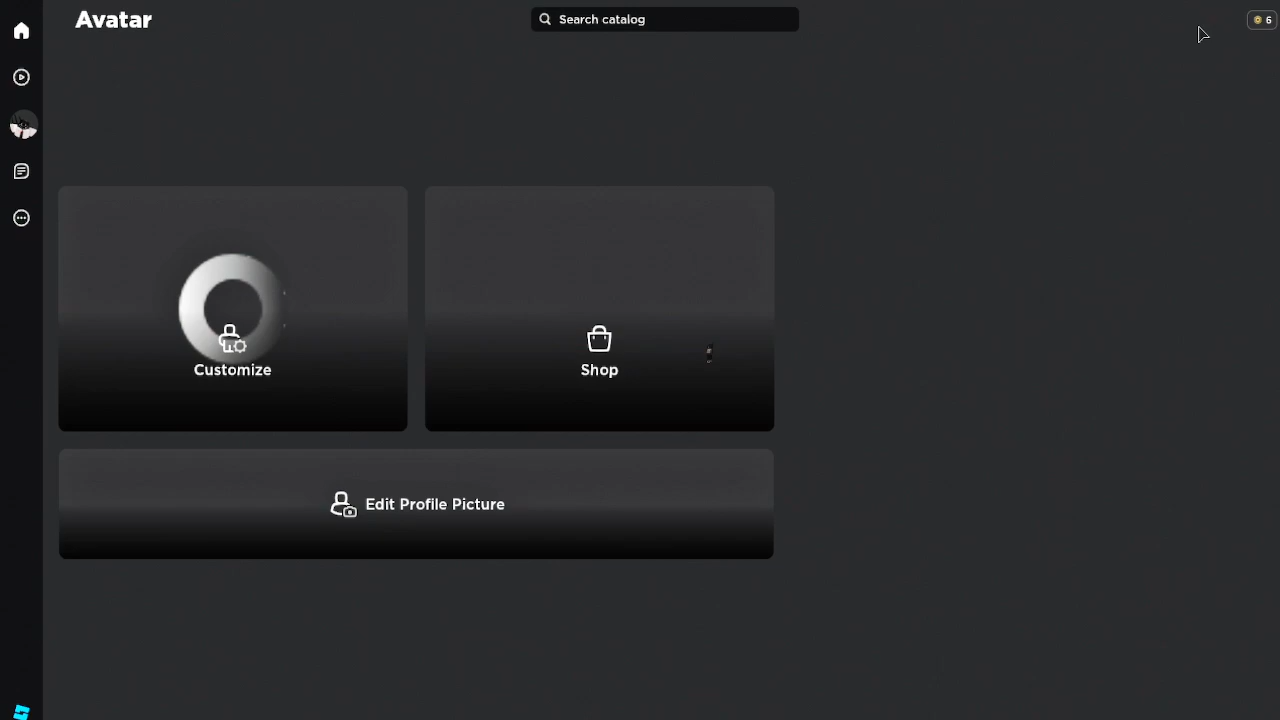 Avatar
Search catalog
6
Customize
Shop
Edit Profile Picture